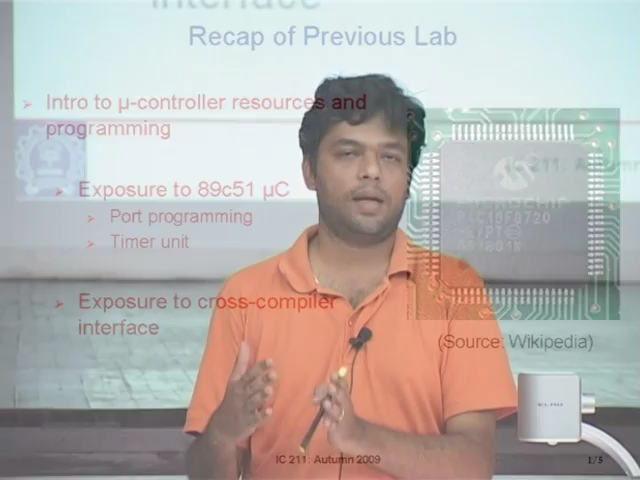 interface
Recap of Previous Lab
➢ Intro to µ-controller resources and
programming
➢ Exposure to 89c51 µC
➢ Port programming
➢ Timer unit
➢ Exposure to cross-compiler
interface
(Source: Wikipedia)
ELMO
IC 211: Autumn 2009
1/5